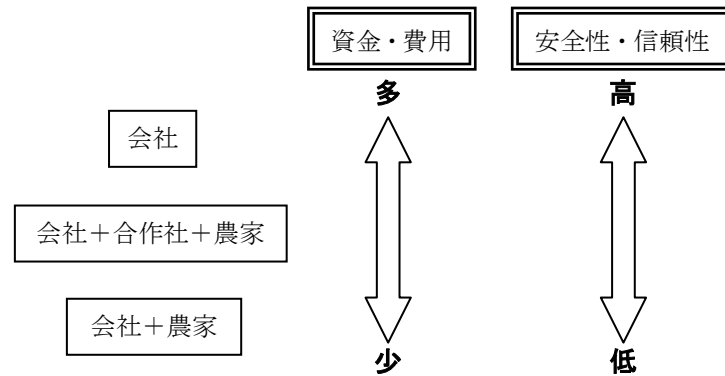 資金・費用
安全性・信頼性
多
高
会社
会社＋合作社＋農家
会社＋農家
少
低